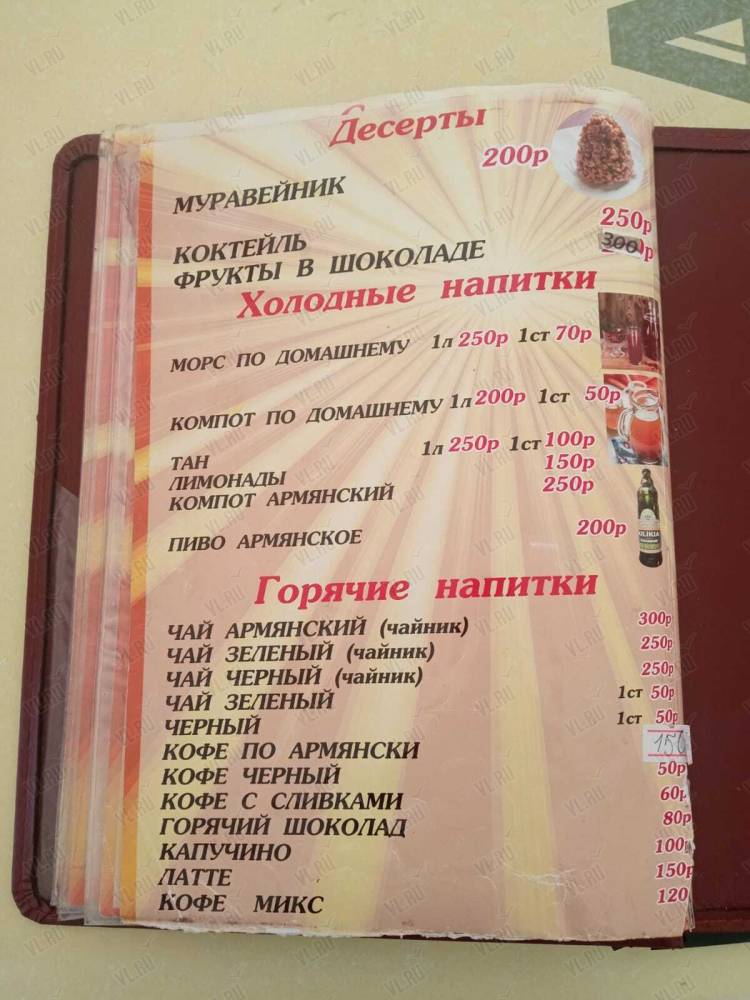 Десерты
МУРАВЕЙНИК 200р
КОКТЕЙЛЬ 250р
ФРУКТЫ В ШОКОЛАДЕ 300р
Холодные напитки
МОРС ПО ДОМАШНЕМУ 1л 250р 1ст 70р
КОМПОТ ПО ДОМАШНЕМУ 1л 200р 1ст 50р
ТАН 1л 250р 1ст 100р
ЛИМОНАДЫ 150р
КОМПОТ АРМЯНСКИЙ 250р
ПИВО АРМЯНСКОЕ 200р
KILIKIA
Горячие напитки
ЧАЙ АРМЯНСКИЙ (чайник) 300р
ЧАЙ ЗЕЛЕНЫЙ (чайник) 250р
ЧАЙ ЧЕРНЫЙ (чайник) 250р
ЧАЙ ЗЕЛЕНЫЙ 1ст 50р
ЧЕРНЫЙ 1ст 50р
КОФЕ ПО АРМЯНСКИ 150
КОФЕ ЧЕРНЫЙ 50р
КОФЕ С СЛИВКАМИ 60р
ГОРЯЧИЙ ШОКОЛАД 80р
КАПУЧИНО 100р
ЛАТТЕ 150р
КОФЕ МИКС 120
VL.RU